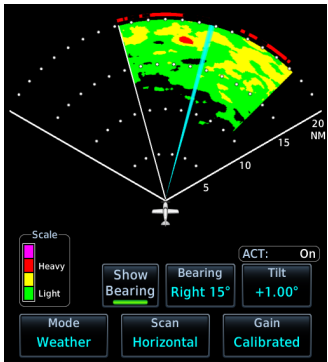 20
NM
15
10
5
Scale
Heavy
Light
ACT: On
Show
Bearing
Bearing
Right 15°
Tilt
+1.00°
Mode
Weather
Scan
Horizontal
Gain
Calibrated